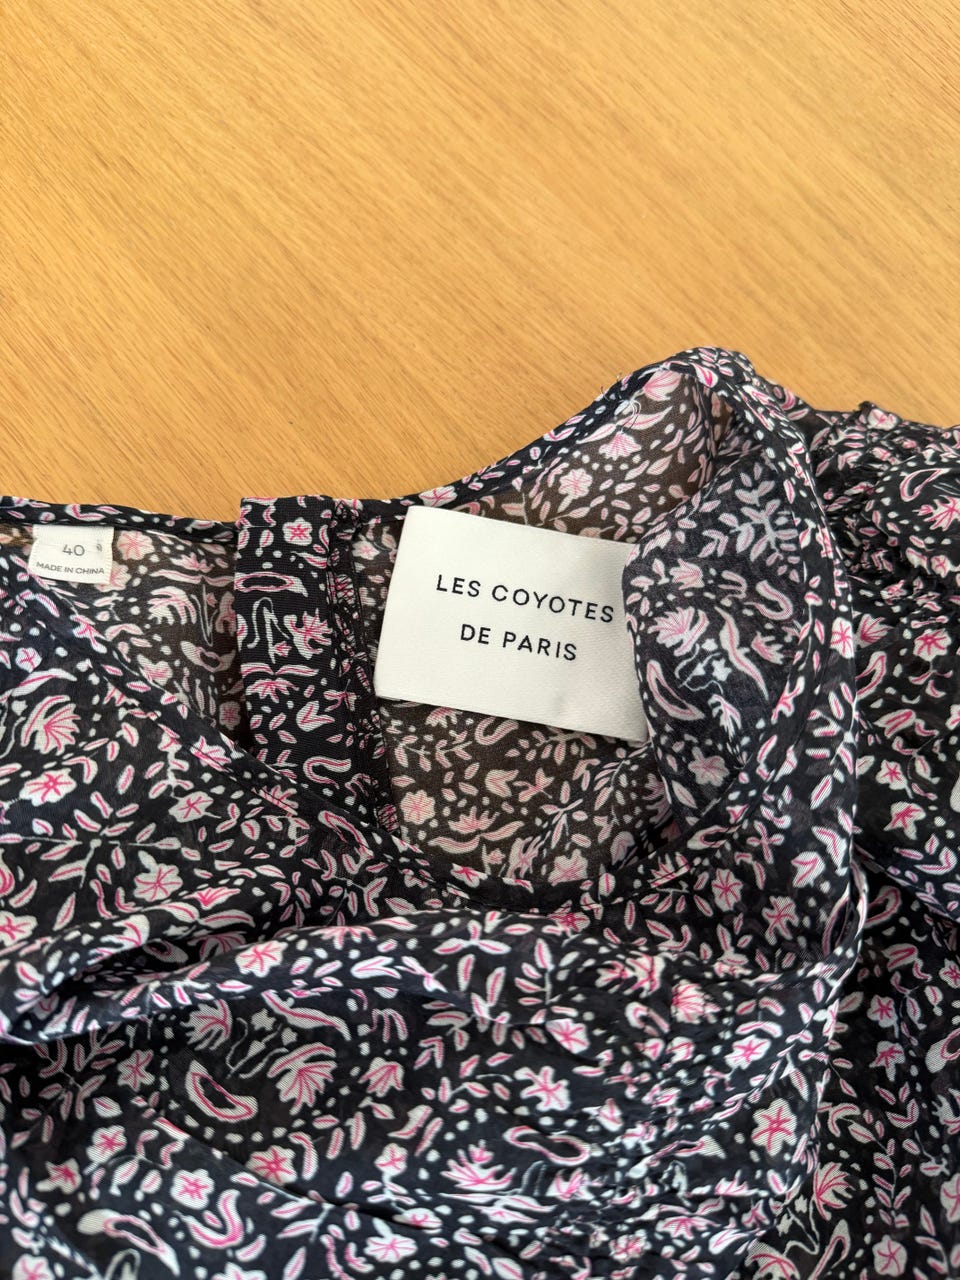 40
MADE IN CHINA
LES COYOTES
DE PARIS